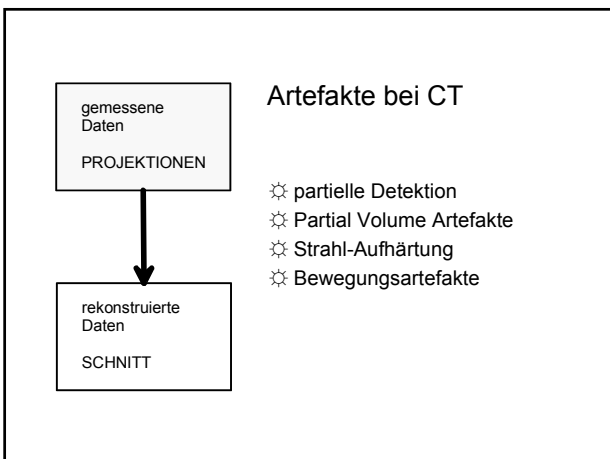 gemessene
Daten
PROJEKTIONEN
rekonstruierte
Daten
SCHNITT
Artefakte bei CT
☼ partielle Detektion
☼ Partial Volume Artefakte
☼ Strahl-Aufhärtung
☼ Bewegungsartefakte